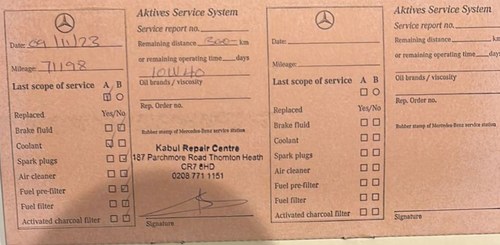 Aktives Service System
Service report no.
Date: 09/11/23
Remaining distance 1300 km
or remaining operating time days
Mileage: 71198
10W40
Oil brands / viscosity
Last scope of service A B
Rep. Order no.
Replaced Yes/No
Brake fluid
Rubber stamp of Mercedes-Benz service station
Coolant
Kabul Repair Centre
Spark plugs
187 Parchmore Road Thornton Heath
CR7 8HD
Air cleaner
0208 771 1151
Fuel pre-filter
Fuel filter
Activated charcoal filter
Signature
Aktives Service System
Service report no.
Date:
Remaining distance km
or remaining operating time days
Mileage:
Oil brands / viscosity
Last scope of service A B
Rep. Order no.
Replaced Yes/No
Brake fluid
Rubber stamp of Mercedes-Benz service station
Coolant
Spark plugs
Air cleaner
Fuel pre-filter
Fuel filter
Activated charcoal filter
Signature